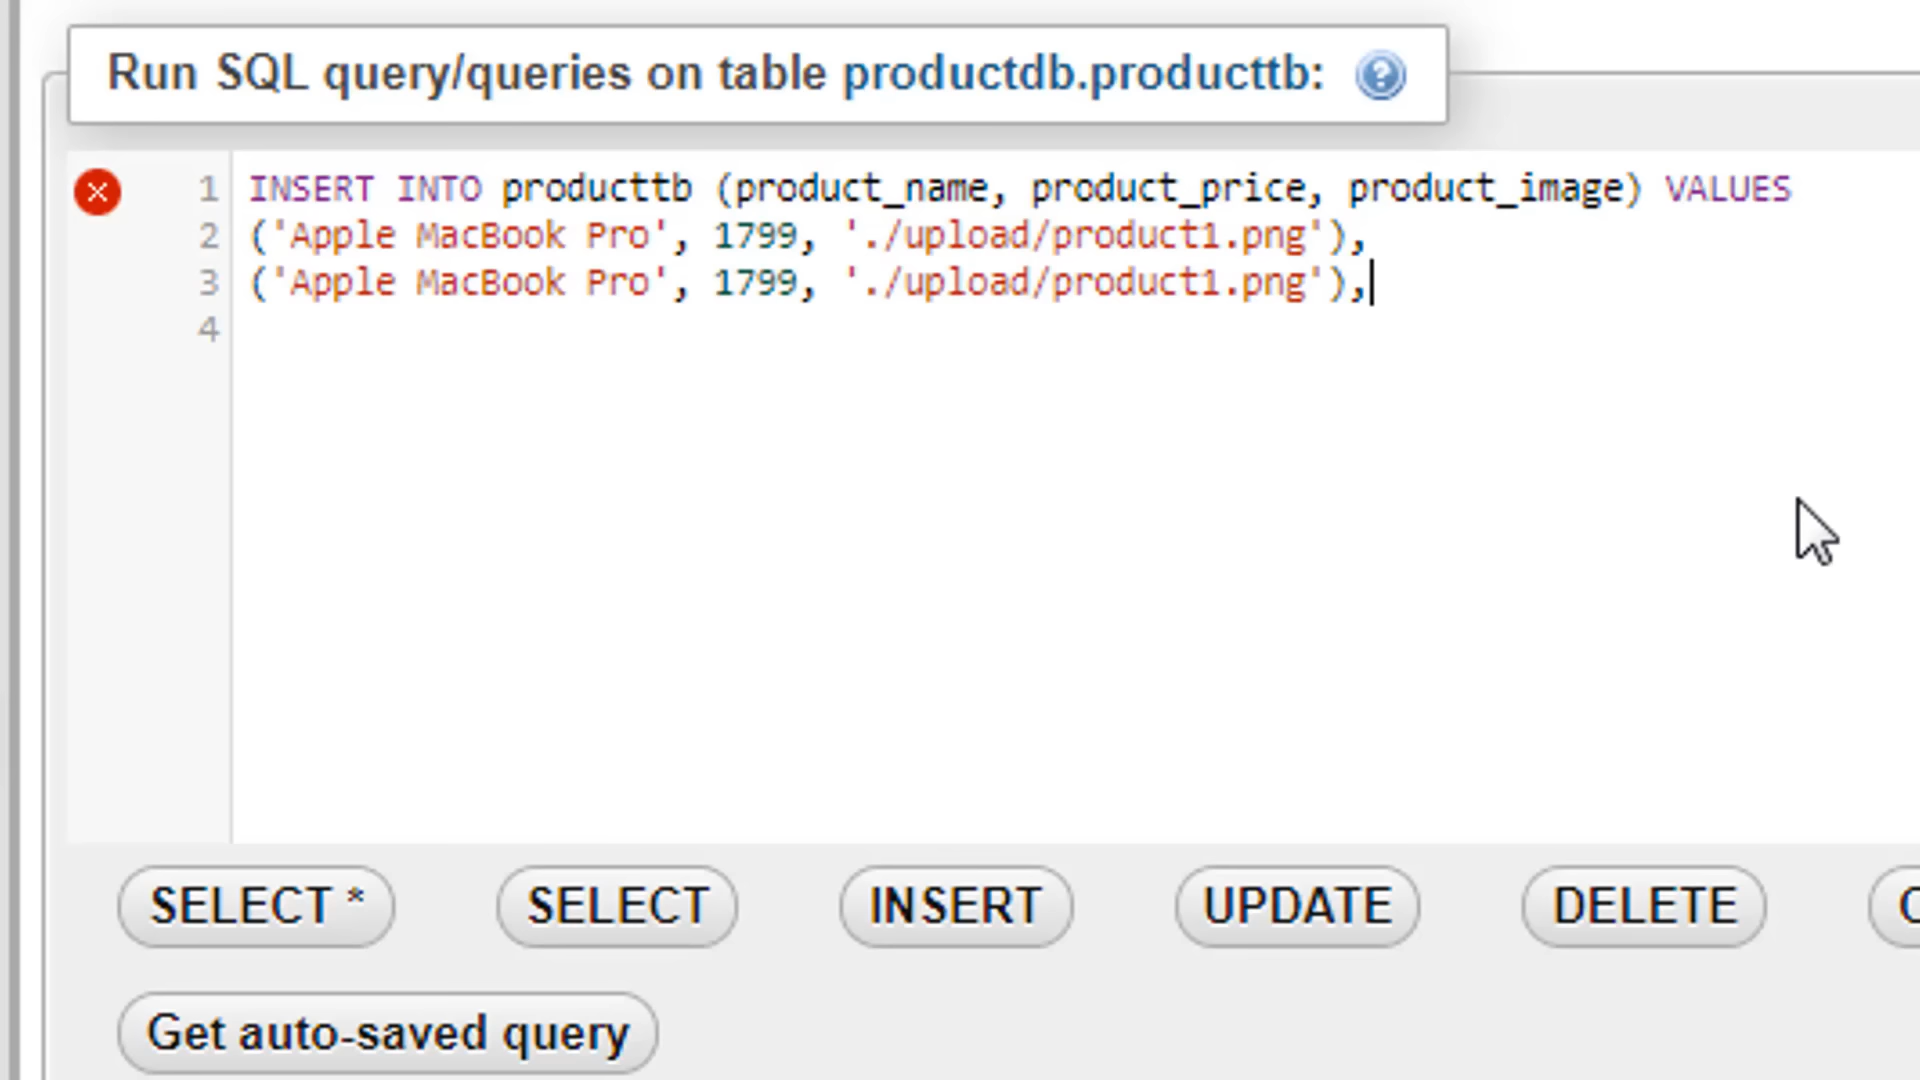 Run SQL query/queries on table productdb.producttb:
1 INSERT INTO producttb (product_name, product_price, product_image) VALUES
2 ('Apple MacBook Pro', 1799, './upload/product1.png'),
3 ('Apple MacBook Pro', 1799, './upload/product1.png'),
4
SELECT * SELECT INSERT UPDATE DELETE
Get auto-saved query